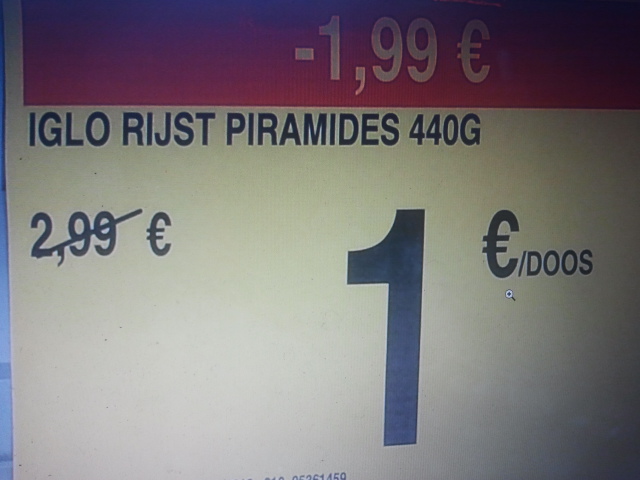 -1,99 €
IGLO RIJST PIRAMIDES 440G
2,99 €
1 €/DOOS